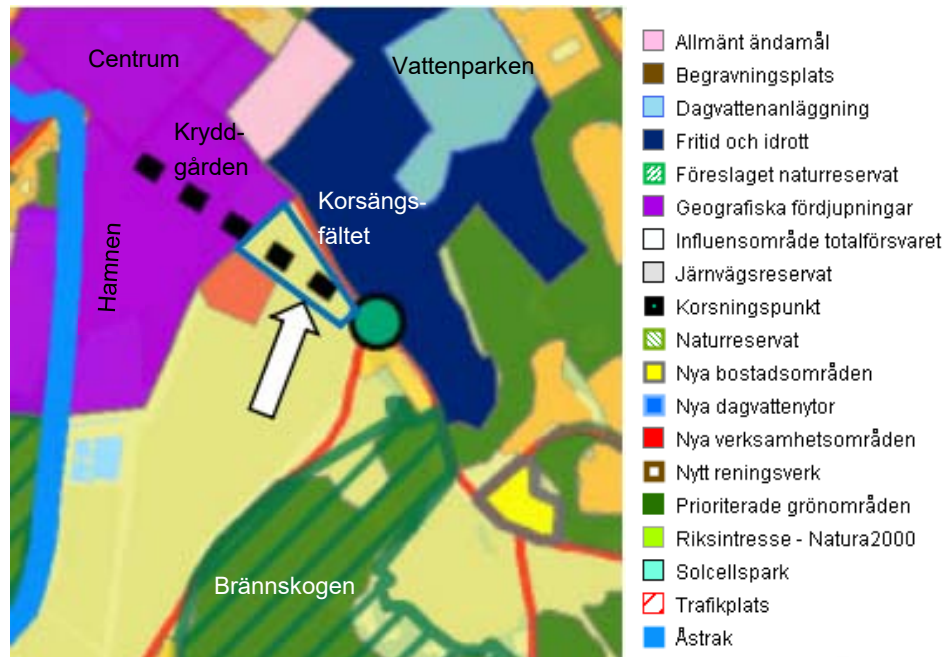 Centrum
Vattenparken
Krydd-
gården
Korsängs-
fältet
Hamnen
Brännskogen
Allmänt ändamål
Begravningsplats
Dagvattenanläggning
Fritid och idrott
Föreslaget naturreservat
Geografiska fördjupningar
Influensområde totalförsvaret
Järnvägsreservat
Korsningspunkt
Naturreservat
Nya bostadsområden
Nya dagvattenytor
Nya verksamhetsområden
Nytt reningsverk
Prioriterade grönområden
Riksintresse - Natura2000
Solcellspark
Trafikplats
Åstrak